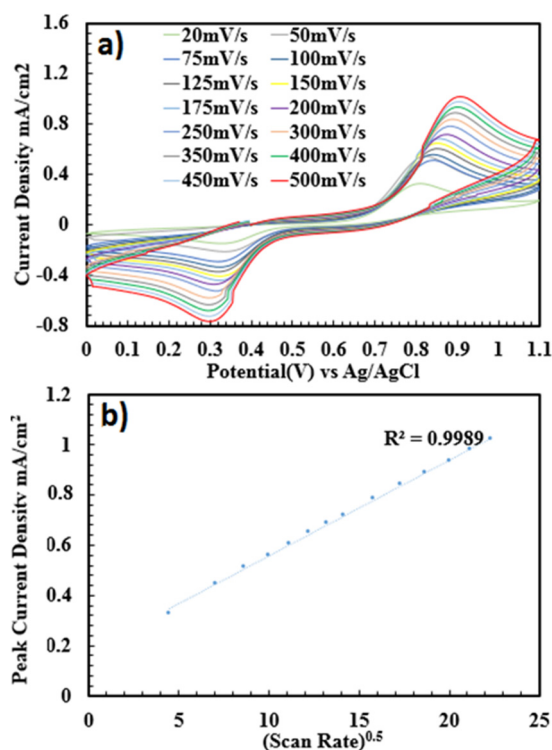 a)
20mV/s 50mV/s
75mV/s 100mV/s
125mV/s 150mV/s
175mV/s 200mV/s
250mV/s 300mV/s
350mV/s 400mV/s
450mV/s 500mV/s
1.6
1.2
0.8
0.4
0
-0.4
-0.8
Current Density mA/cm2
0 0.1 0.2 0.3 0.4 0.5 0.6 0.7 0.8 0.9 1 1.1
Potential(V) vs Ag/AgCl
b)
R² = 0.9989
1.2
1
0.8
0.6
0.4
0.2
0
Peak Current Density mA/cm²
0 5 10 15 20 25
(Scan Rate)⁰·⁵